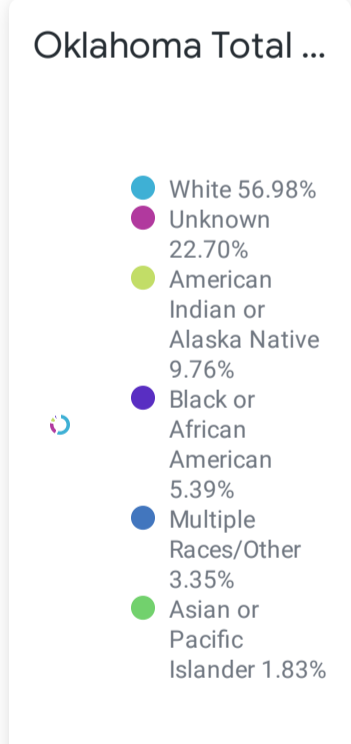 Oklahoma Total ...
White 56.98%
Unknown
22.70%
American
Indian or
Alaska Native
9.76%
Black or
African
American
5.39%
Multiple
Races/Other
3.35%
Asian or
Pacific
Islander 1.83%